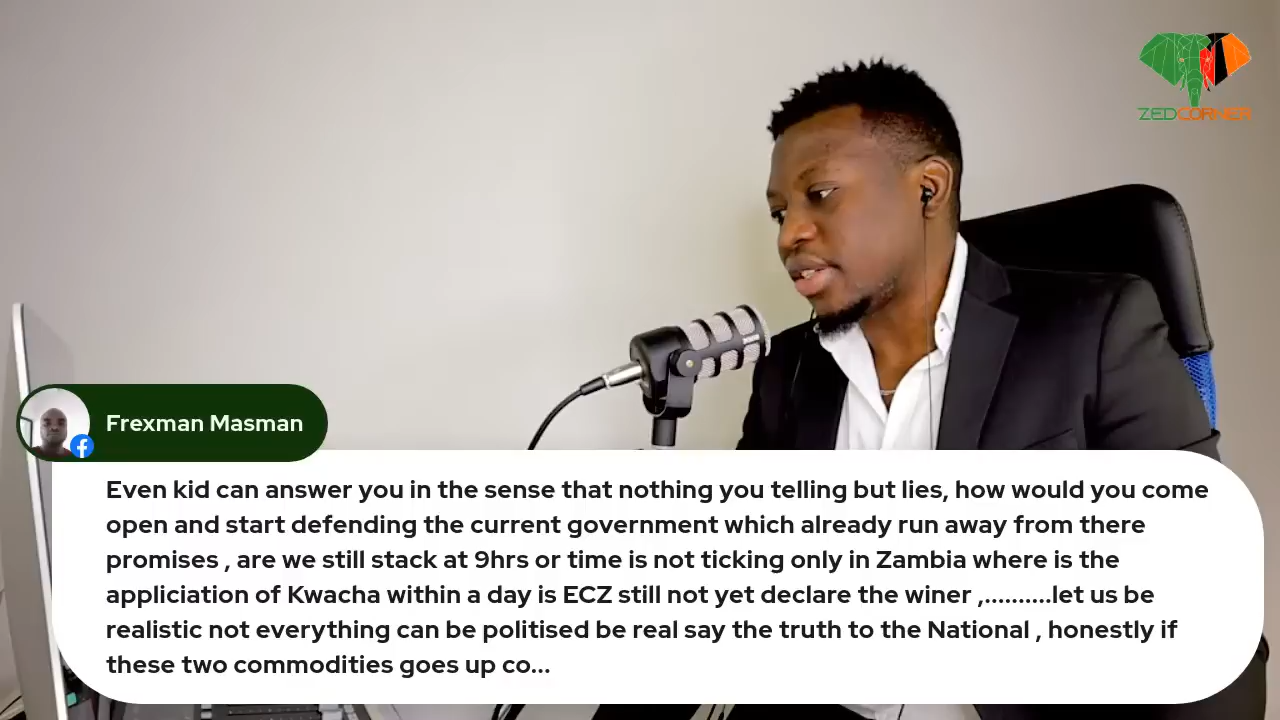 ZEDCORNER
Frexman Masman
Even kid can answer you in the sense that nothing you telling but lies, how would you come
open and start defending the current government which already run away from there
promises , are we still stack at 9hrs or time is not ticking only in Zambia where is the
appliciation of Kwacha within a day is ECZ still not yet declare the winer ,..........let us be
realistic not everything can be politised be real say the truth to the National , honestly if
these two commodities goes up co...